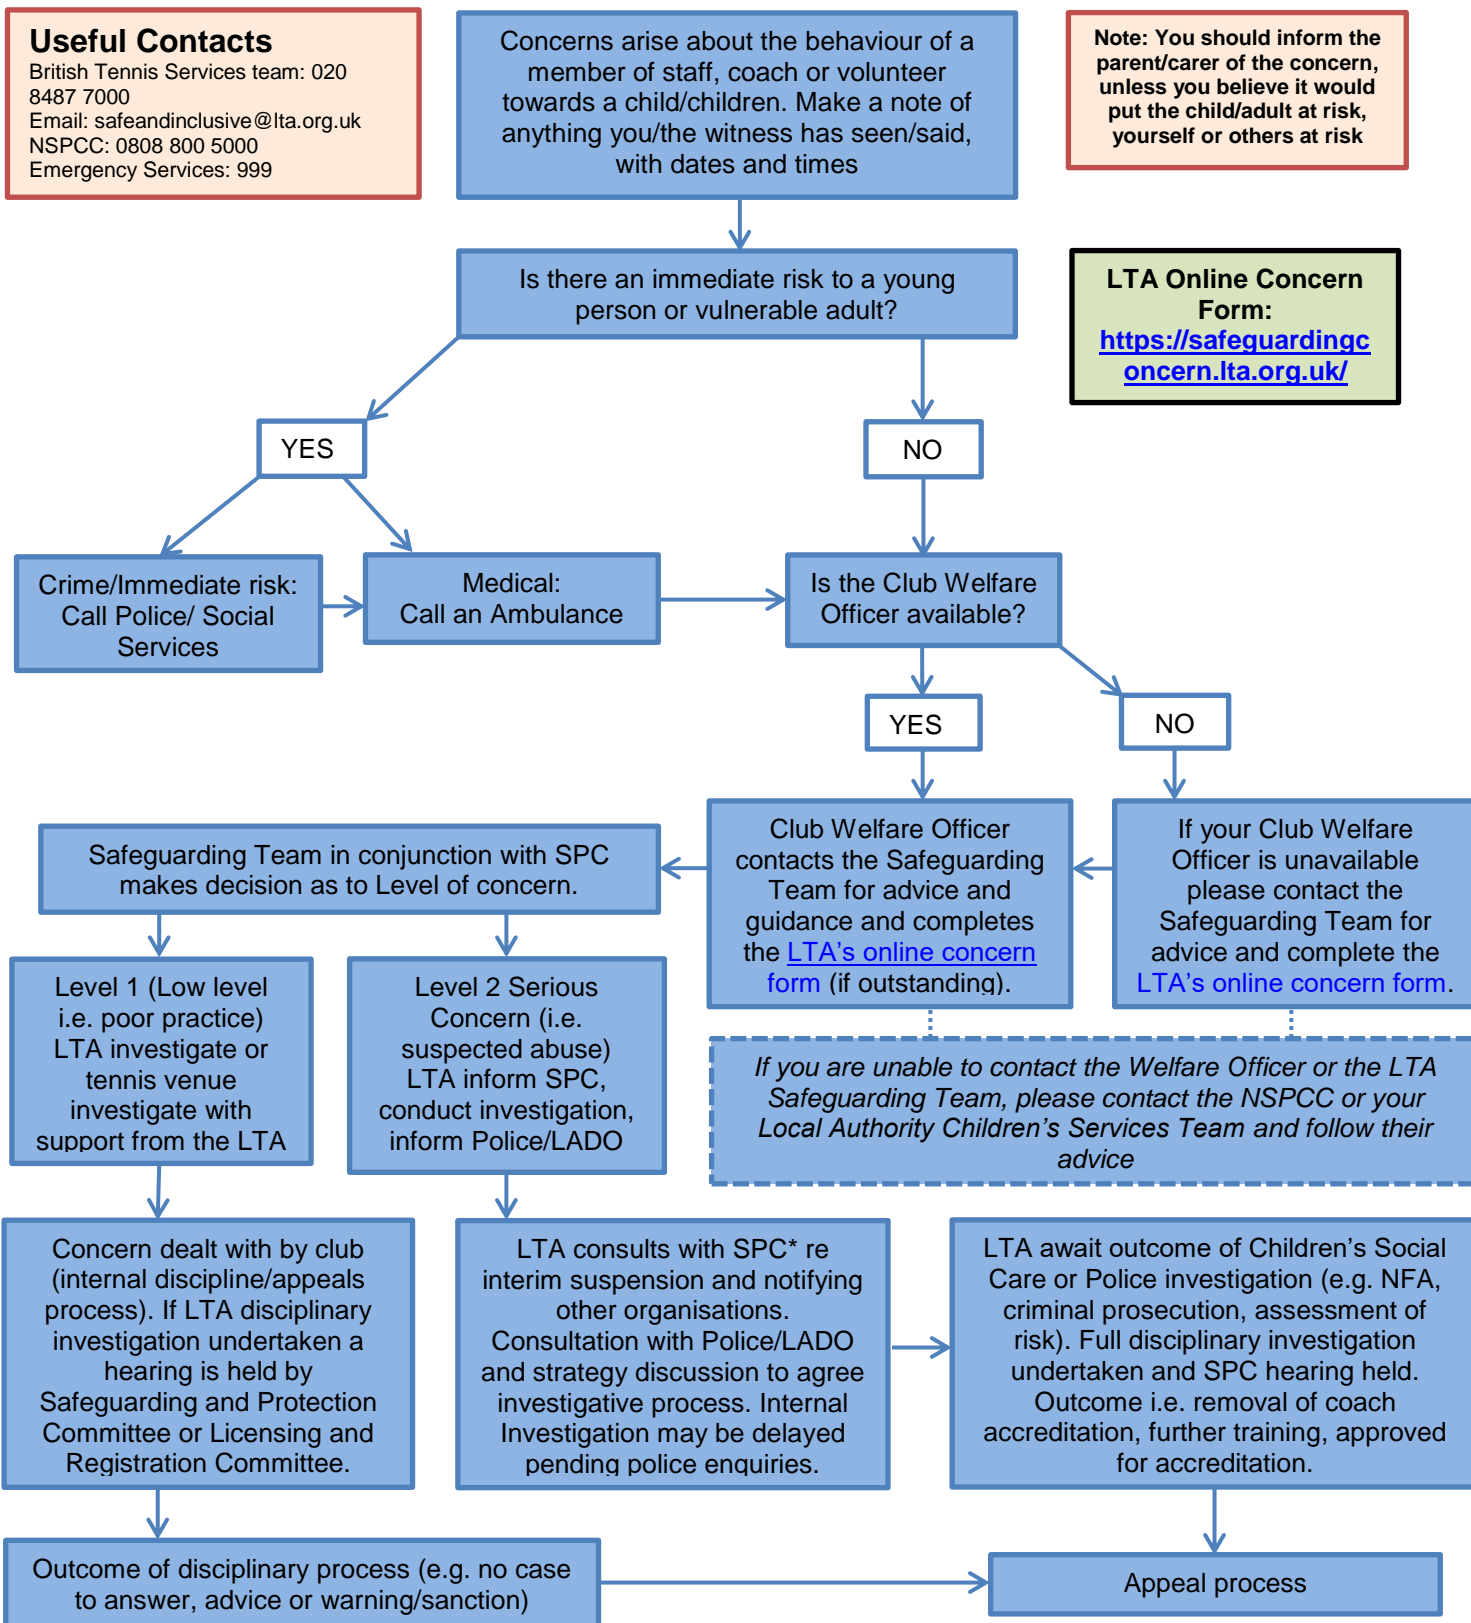 Useful Contacts
British Tennis Services team: 020
8487 7000
Email: safeandinclusive@lta.org.uk
NSPCC: 0808 800 5000
Emergency Services: 999
Concerns arise about the behaviour of a
member of staff, coach or volunteer
towards a child/children. Make a note of
anything you/the witness has seen/said,
with dates and times
Note: You should inform the
parent/carer of the concern,
unless you believe it would
put the child/adult at risk,
yourself or others at risk
Is there an immediate risk to a young
person or vulnerable adult?
LTA Online Concern
Form:
https://safeguardingc
oncern.lta.org.uk/
YES
NO
Crime/Immediate risk:
Call Police/ Social
Services
Medical:
Call an Ambulance
Is the Club Welfare
Officer available?
YES
NO
Safeguarding Team in conjunction with SPC
makes decision as to Level of concern.
Club Welfare Officer
contacts the Safeguarding
Team for advice and
guidance and completes
the LTA's online concern
form (if outstanding).
If your Club Welfare
Officer is unavailable
please contact the
Safeguarding Team for
advice and complete the
LTA's online concern form.
Level 1 (Low level
i.e. poor practice)
LTA investigate or
tennis venue
investigate with
support from the LTA
Level 2 Serious
Concern (i.e.
suspected abuse)
LTA inform SPC,
conduct investigation,
inform Police/LADO
If you are unable to contact the Welfare Officer or the LTA
Safeguarding Team, please contact the NSPCC or your
Local Authority Children's Services Team and follow their
advice
Concern dealt with by club
(internal discipline/appeals
process). If LTA disciplinary
investigation undertaken a
hearing is held by
Safeguarding and Protection
Committee or Licensing and
Registration Committee.
LTA consults with SPC* re
interim suspension and notifying
other organisations.
Consultation with Police/LADO
and strategy discussion to agree
investigative process. Internal
Investigation may be delayed
pending police enquiries.
LTA await outcome of Children's Social
Care or Police investigation (e.g. NFA,
criminal prosecution, assessment of
risk). Full disciplinary investigation
undertaken and SPC hearing held.
Outcome i.e. removal of coach
accreditation, further training, approved
for accreditation.
Outcome of disciplinary process (e.g. no case
to answer, advice or warning/sanction)
Appeal process